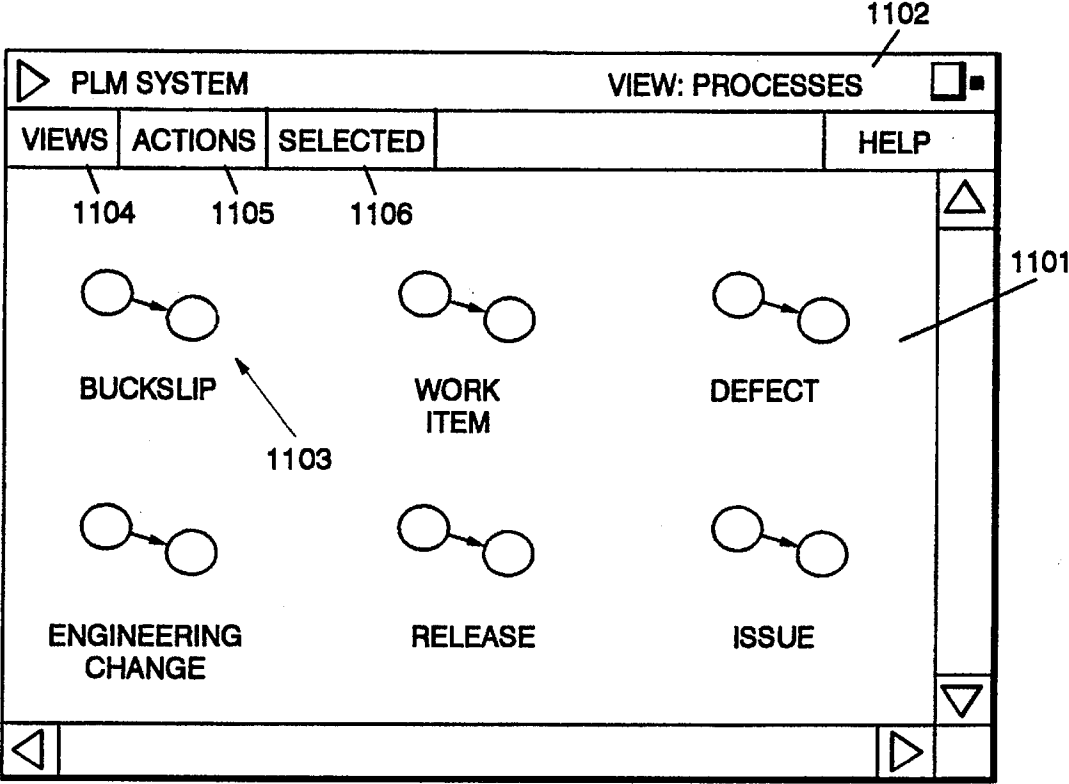 1102
PLM SYSTEM VIEW: PROCESSES
VIEWS ACTIONS SELECTED HELP
1104 1105 1106
1101
BUCKSLIP WORK ITEM DEFECT
1103
ENGINEERING CHANGE RELEASE ISSUE